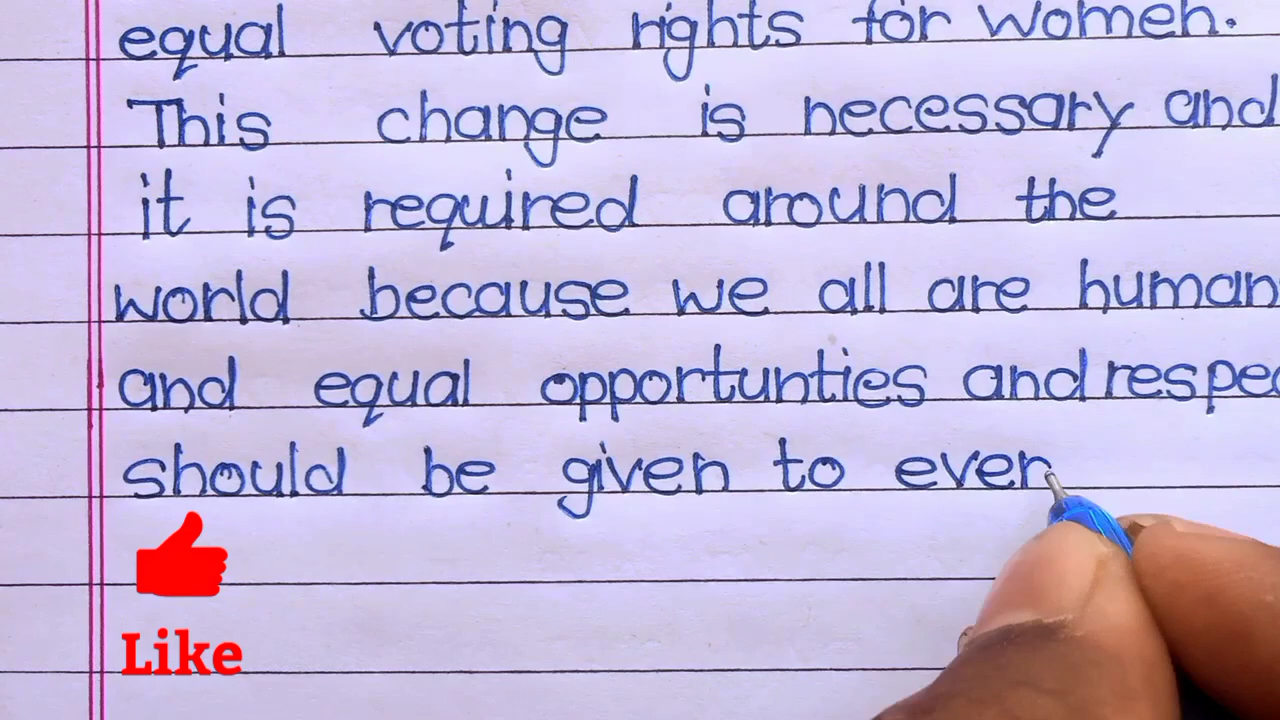 equal voting rights for women.
This change is necessary and
it is required around the
world because we all are human
and equal opportunties and respec
should be given to ever
Like